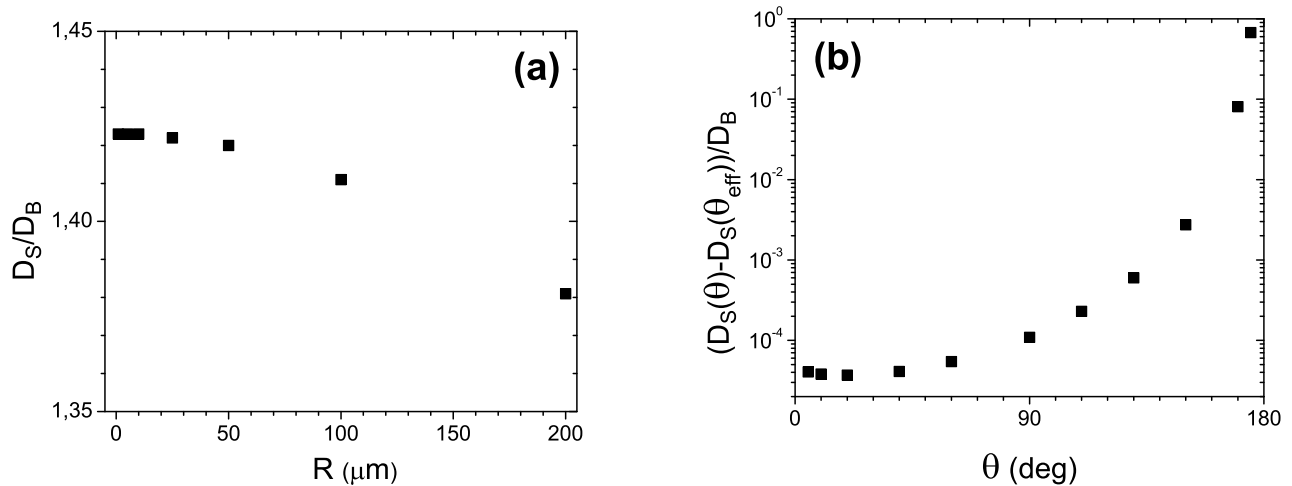 (a)
1,45
1,40
1,35
D_S/D_B
0 50 100 150 200
R (μm)
(b)
10^0
10^-1
10^-2
10^-3
10^-4
(D_S(θ)-D_S(θ_eff))/D_B
0 90 180
θ (deg)